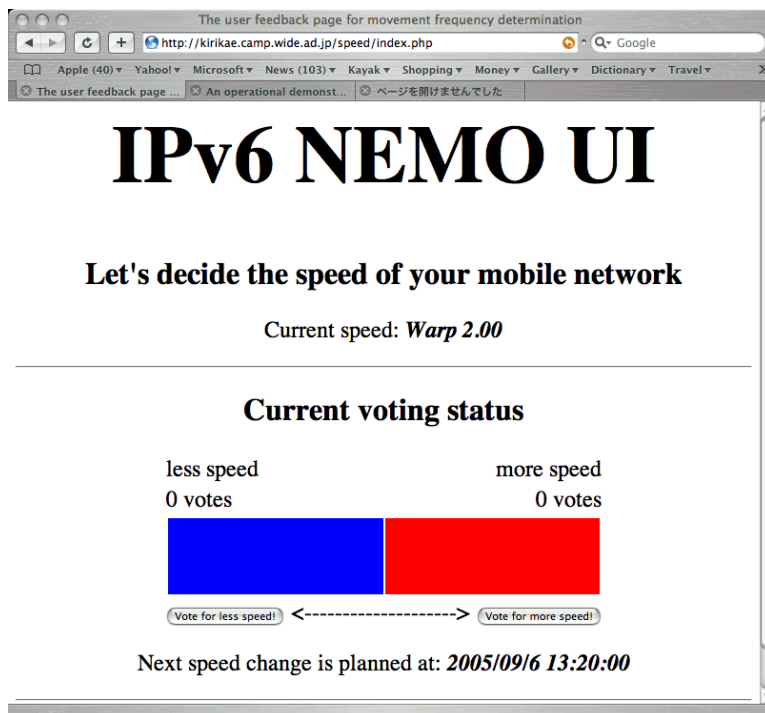 The user feedback page for movement frequency determination
http://kirikae.camp.wide.ad.jp/speed/index.php
Google
Apple (40) Yahoo! Microsoft News (103) Kayak Shopping Money Gallery Dictionary Travel
The user feedback page ... An operational demonst... ページを開けませんでした
IPv6 NEMO UI
Let's decide the speed of your mobile network
Current speed: Warp 2.00
Current voting status
less speed more speed
0 votes 0 votes
Vote for less speed! <---------------------> Vote for more speed!
Next speed change is planned at: 2005/09/6 13:20:00